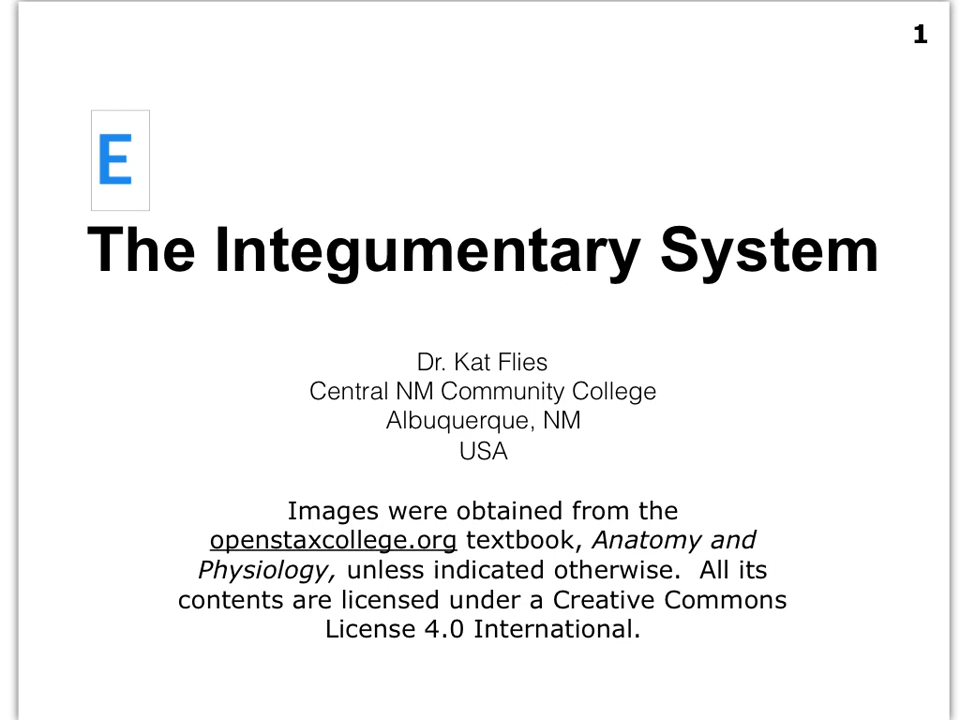 1
E
The Integumentary System
Dr. Kat Flies
Central NM Community College
Albuquerque, NM
USA
Images were obtained from the
openstaxcollege.org textbook, Anatomy and
Physiology, unless indicated otherwise.  All its
contents are licensed under a Creative Commons
License 4.0 International.